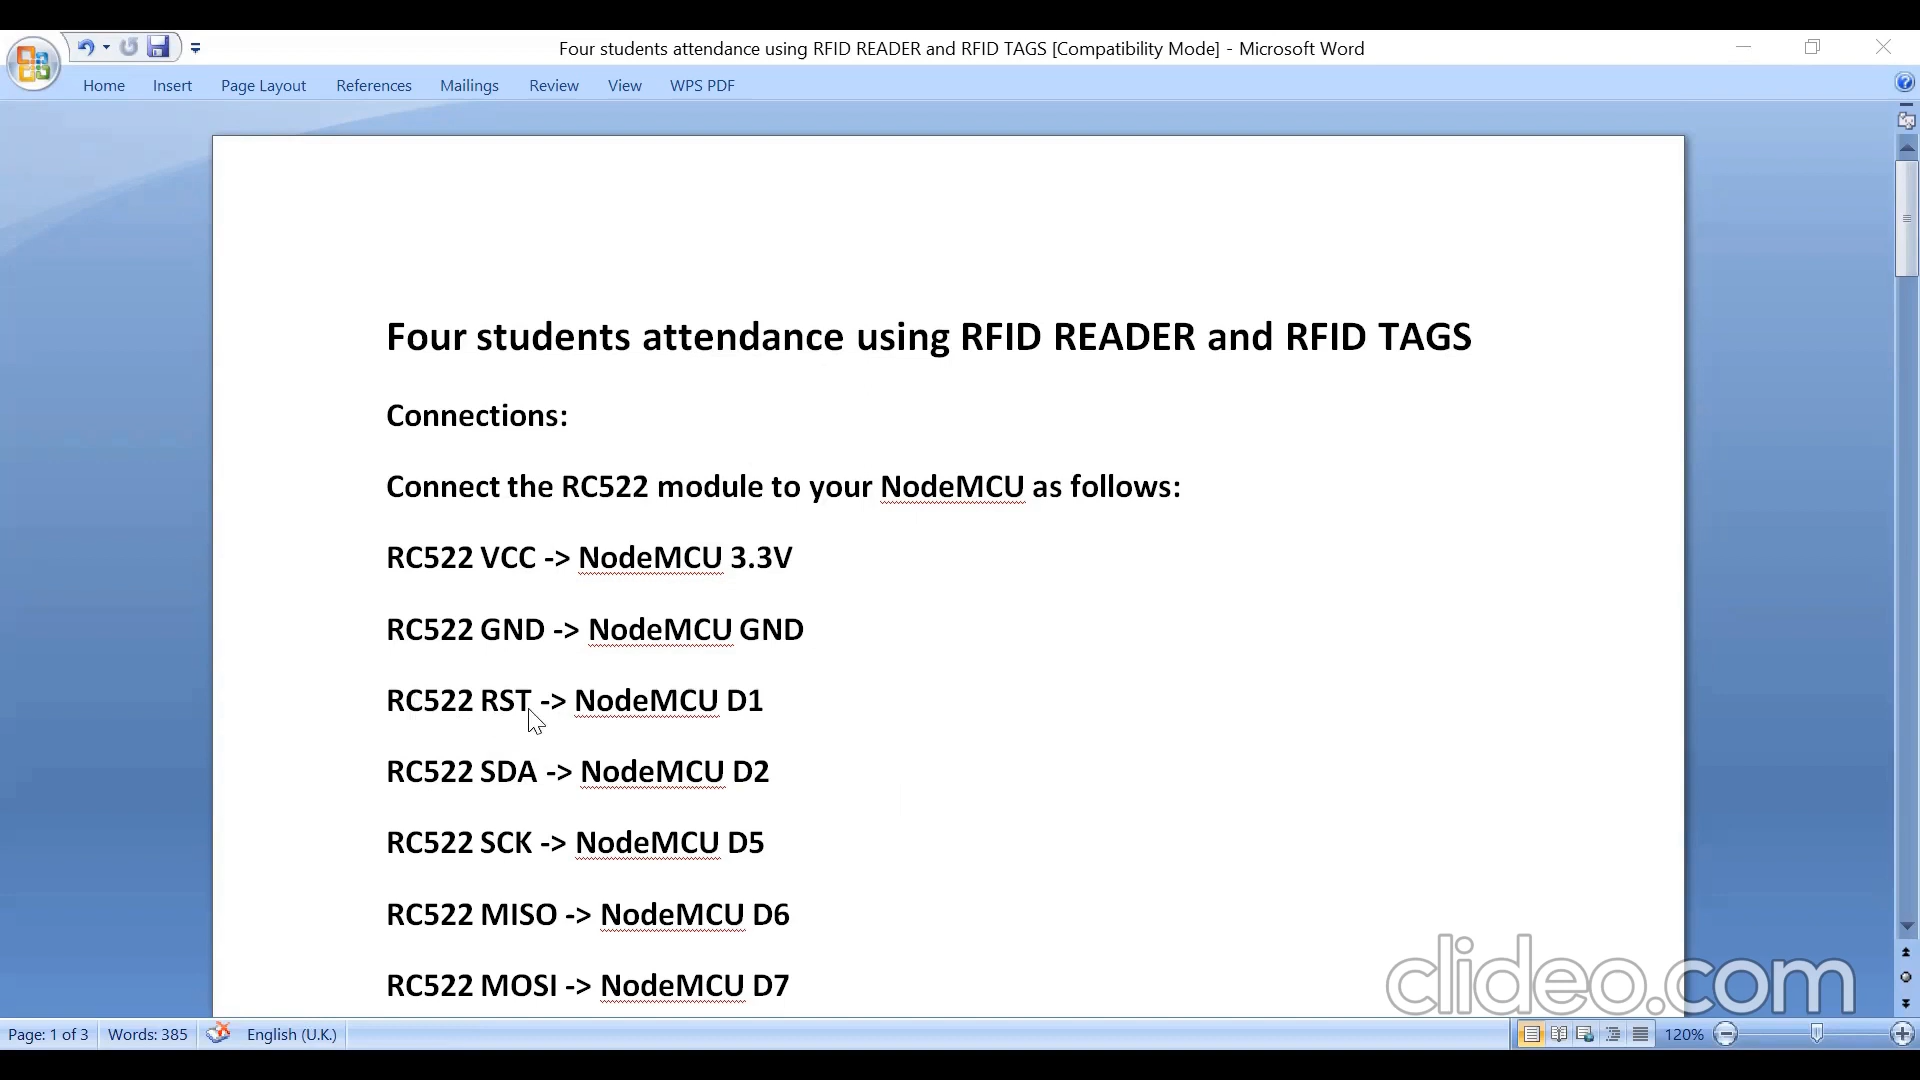 Four students attendance using RFID READER and RFID TAGS [Compatibility Mode] - Microsoft Word
Home Insert Page Layout References Mailings Review View WPS PDF
Four students attendance using RFID READER and RFID TAGS
Connections:
Connect the RC522 module to your NodeMCU as follows:
RC522 VCC -> NodeMCU 3.3V
RC522 GND -> NodeMCU GND
RC522 RST -> NodeMCU D1
RC522 SDA -> NodeMCU D2
RC522 SCK -> NodeMCU D5
RC522 MISO -> NodeMCU D6
RC522 MOSI -> NodeMCU D7
clideo.com
Page: 1 of 3 Words: 385 English (U.K.) 120%